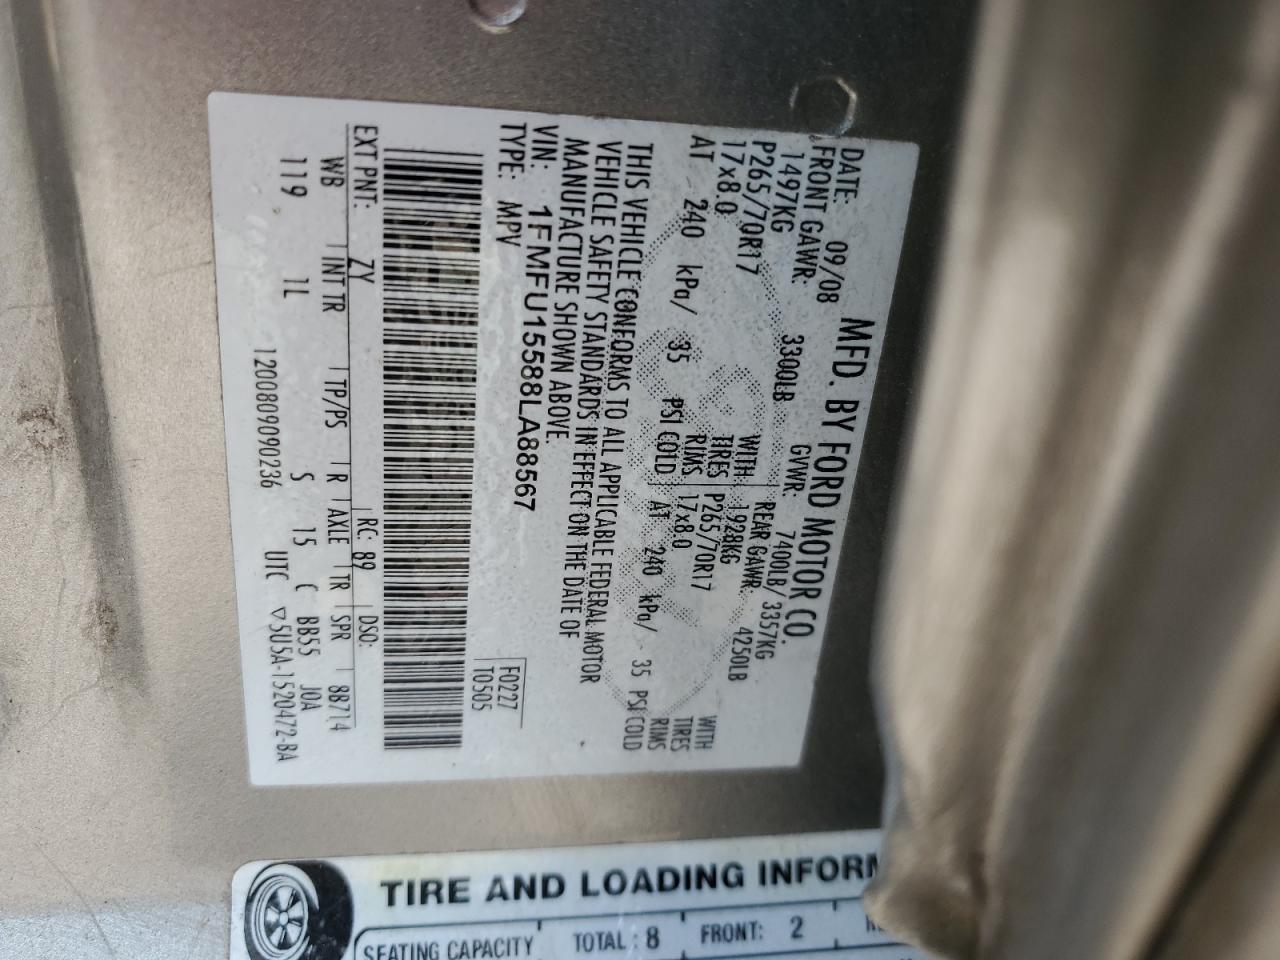 MFD. BY FORD MOTOR CO.
DATE: 09/08 GVWR: 7400LB/ 3357KG
FRONT GAWR: 3300LB REAR GAWR: 4250LB
1497KG WITH 1928KG WITH
P265/70R17 TIRES P265/70R17 TIRES
17x8.0 RIMS 17x8.0 RIMS
AT 240 kPa/ 35 PSI COLD AT 240 kPa/ 35 PSI COLD
THIS VEHICLE CONFORMS TO ALL APPLICABLE FEDERAL MOTOR
VEHICLE SAFETY STANDARDS IN EFFECT ON THE DATE OF
MANUFACTURE SHOWN ABOVE.
VIN: 1FMFU15588LA88567
TYPE: MPV
F0227
T0505
EXT PNT: ZY RC: 89 DSO:
WB INT TR TP/PS R AXLE TR SPR 88714
119 1L S 15 C BB55 JOA
1200809090236 UTC ▽5U5A-1520472-BA
TIRE AND LOADING INFORM
SEATING CAPACITY TOTAL: 8 FRONT: 2